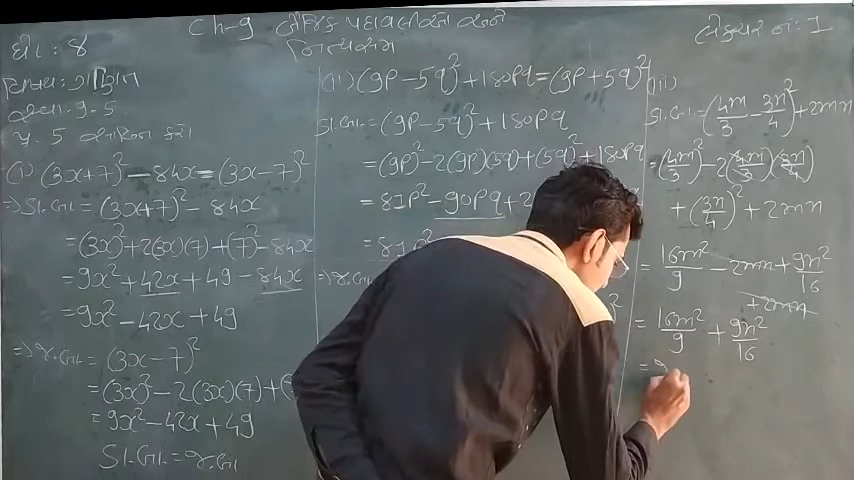 Ch-9 બૈજિક પદાવલીઓ અને
નિત્યસમ
લેક્ચર નં: 1
ધો: 8
વિષય: ગણિત
સ્વા. 9.5
પ્ર. 5 સાબિત કરો
(i) (3x+7)² - 84x = (3x-7)²
⇒ ડા.બા. = (3x+7)² - 84x
= (3x)² + 2(3x)(7) + (7)² - 84x
= 9x² + 42x + 49 - 84x
= 9x² - 42x + 49
⇒ જ.બા. = (3x-7)²
= (3x)² - 2(3x)(7) + (
= 9x² - 42x + 49
ડા.બા. = જ.બા
(ii) (9p-5q)² + 180pq = (9p+5q)²
ડા.બા. = (9p-5q)² + 180pq
= (9p)² - 2(9p)(5q) + (5q)² + 180pq
= 81p² - 90pq + 2
= 81p²
⇒ જ.બા.
(iii)
ડા.બા. = (4m/3 - 3n/4)² + 2mn
= (4m/3)² - 2(4m/3)(3n/4)
+ (3n/4)² + 2mn
= 16m²/9 - 2mn + 9n²/16
+ 2mn
= 16m²/9 + 9n²/16
=